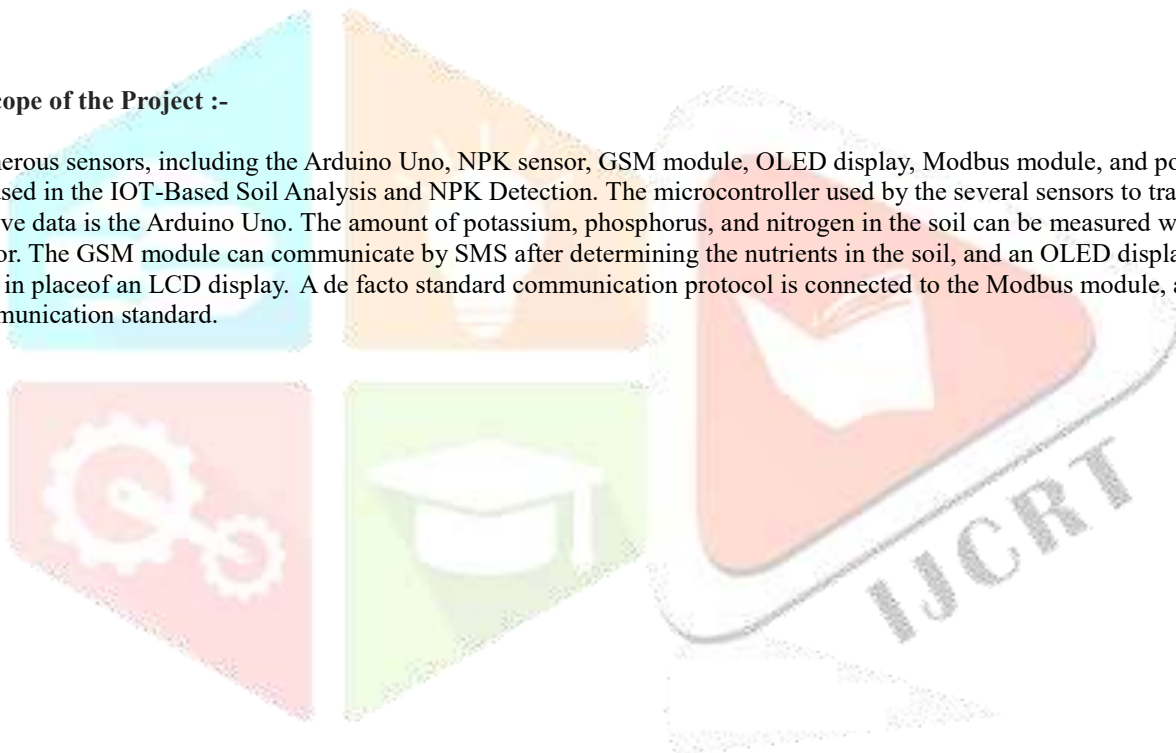 cope of the Project :-
erous sensors, including the Arduino Uno, NPK sensor, GSM module, OLED display, Modbus module, and po
sed in the IOT-Based Soil Analysis and NPK Detection. The microcontroller used by the several sensors to tra
ve data is the Arduino Uno. The amount of potassium, phosphorus, and nitrogen in the soil can be measured w
or. The GSM module can communicate by SMS after determining the nutrients in the soil, and an OLED displa
in placeof an LCD display. A de facto standard communication protocol is connected to the Modbus module, a
munication standard.
IJCRT